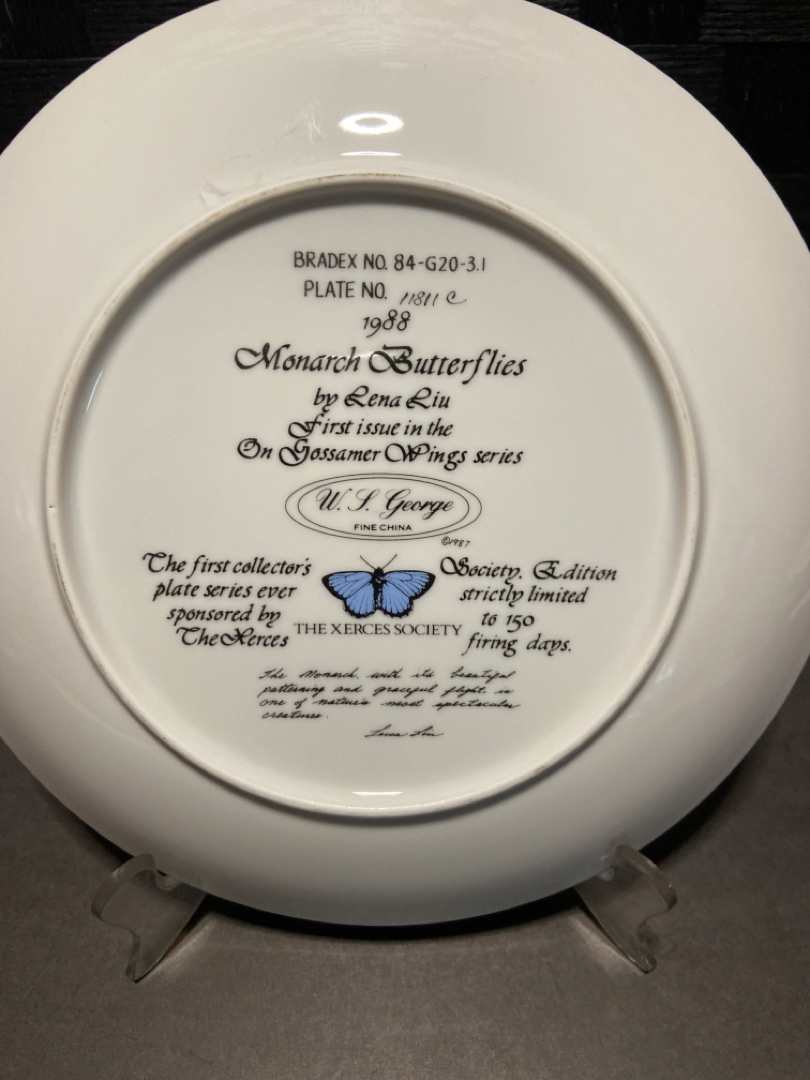 BRADEX NO. 84-G20-3.1
PLATE NO. 11811 C
1988
Monarch Butterflies
by Lena Liu
First issue in the
On Gossamer Wings series
W. S. George
FINE CHINA
©1987
The first collector's
plate series ever
sponsored by
The Xerces
THE XERCES SOCIETY
Society. Edition
strictly limited
to 150
firing days.
The Monarch, with its beautiful
patterning and graceful flight, is
one of nature's most spectacular
creatures.
Lena Liu